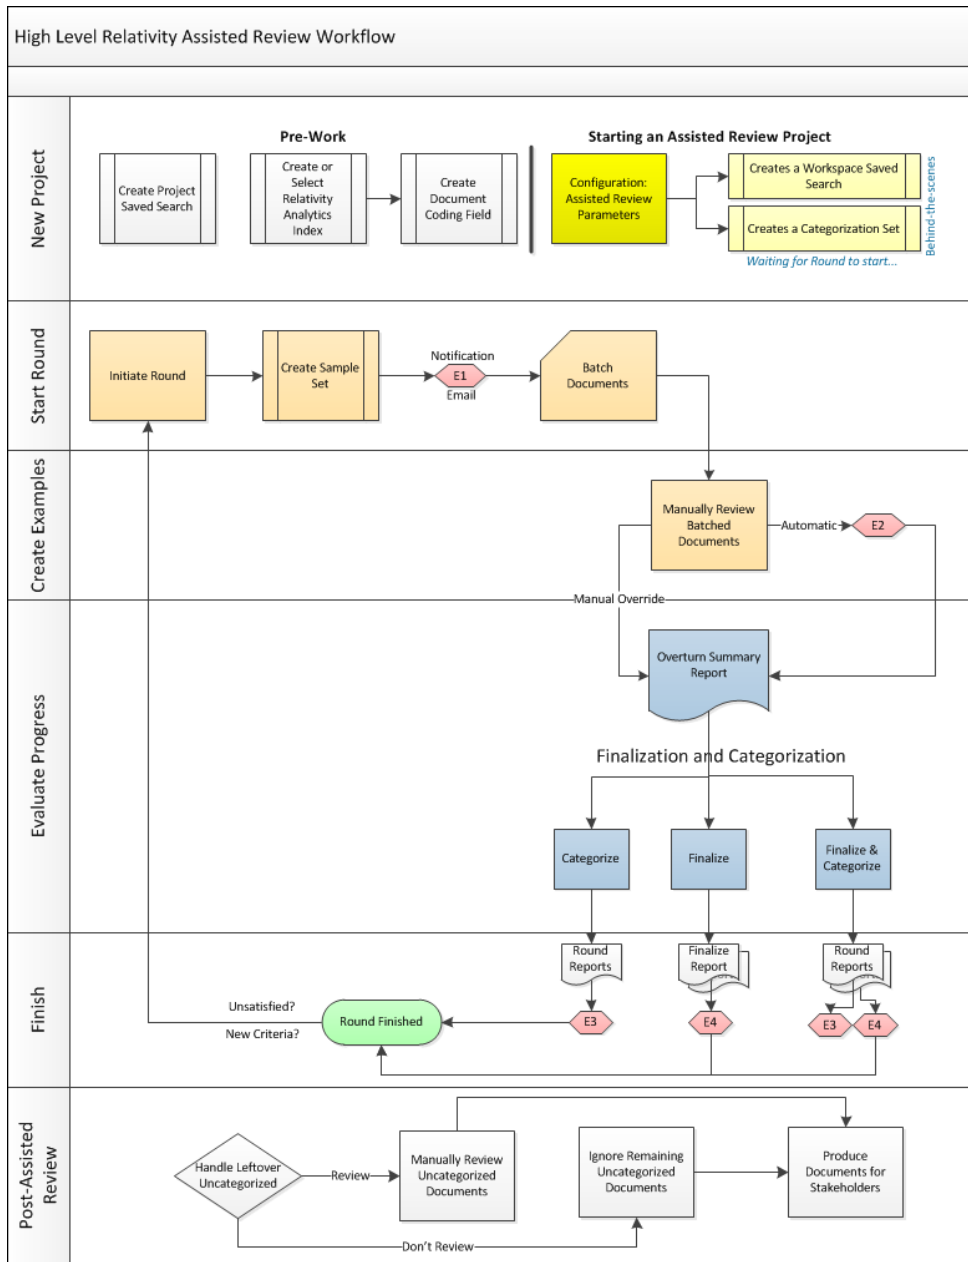 High Level Relativity Assisted Review Workflow
New Project
Pre-Work
Starting an Assisted Review Project
Create Project
Saved Search
Create or
Select
Relativity
Analytics
Index
Create
Document
Coding Field
Configuration:
Assisted Review
Parameters
Creates a Workspace Saved
Search
Creates a Categorization Set
Behind-the-scenes
Waiting for Round to start...
Start Round
Initiate Round
Create Sample
Set
Notification
E1
Email
Batch
Documents
Create Examples
Manually Review
Batched
Documents
Automatic
E2
Manual Override
Evaluate Progress
Overturn Summary
Report
Finalization and Categorization
Categorize
Finalize
Finalize &
Categorize
Finish
Round
Reports
Finalize
Report
Round
Reports
Unsatisfied?
New Criteria?
Round Finished
E3
E4
E3
E4
Post-Assisted
Review
Handle Leftover
Uncategorized
Review
Manually Review
Uncategorized
Documents
Ignore Remaining
Uncategorized
Documents
Produce
Documents for
Stakeholders
Don't Review